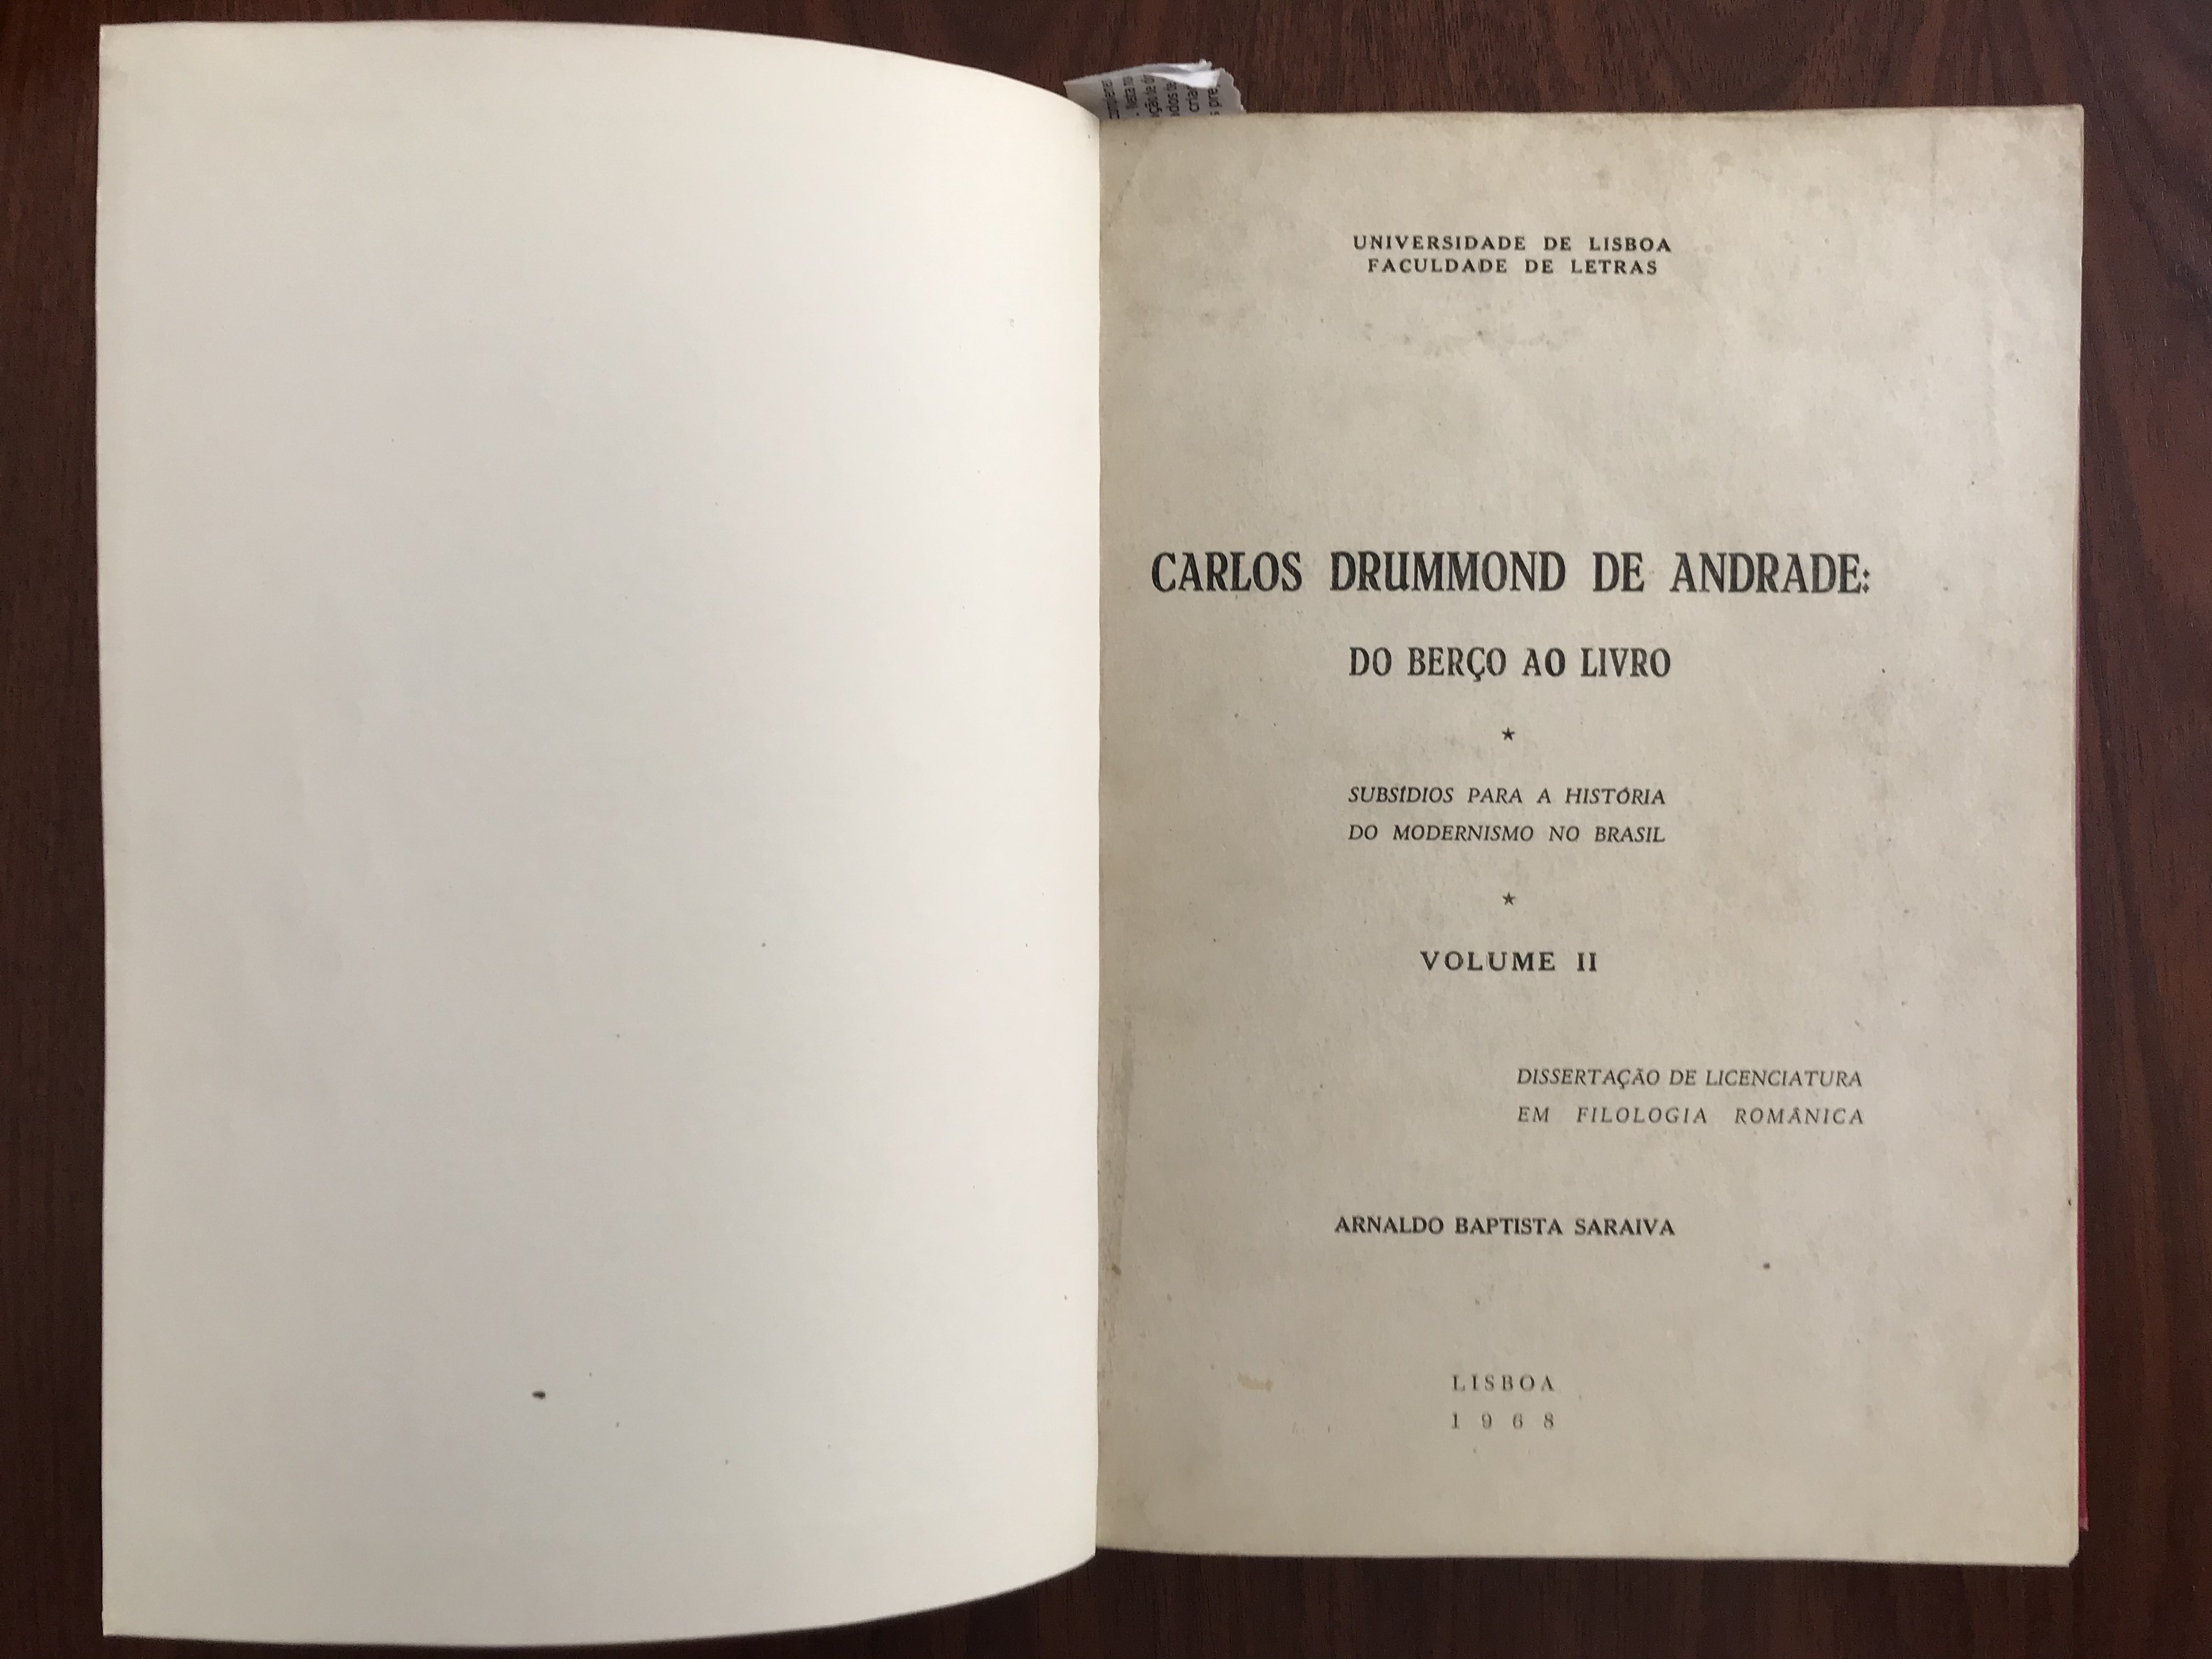 UNIVERSIDADE DE LISBOA
FACULDADE DE LETRAS
CARLOS DRUMMOND DE ANDRADE:
DO BERÇO AO LIVRO
SUBSÍDIOS PARA A HISTÓRIA
DO MODERNISMO NO BRASIL
VOLUME II
DISSERTAÇÃO DE LICENCIATURA
EM FILOLOGIA ROMÂNICA
ARNALDO BAPTISTA SARAIVA
LISBOA
1968